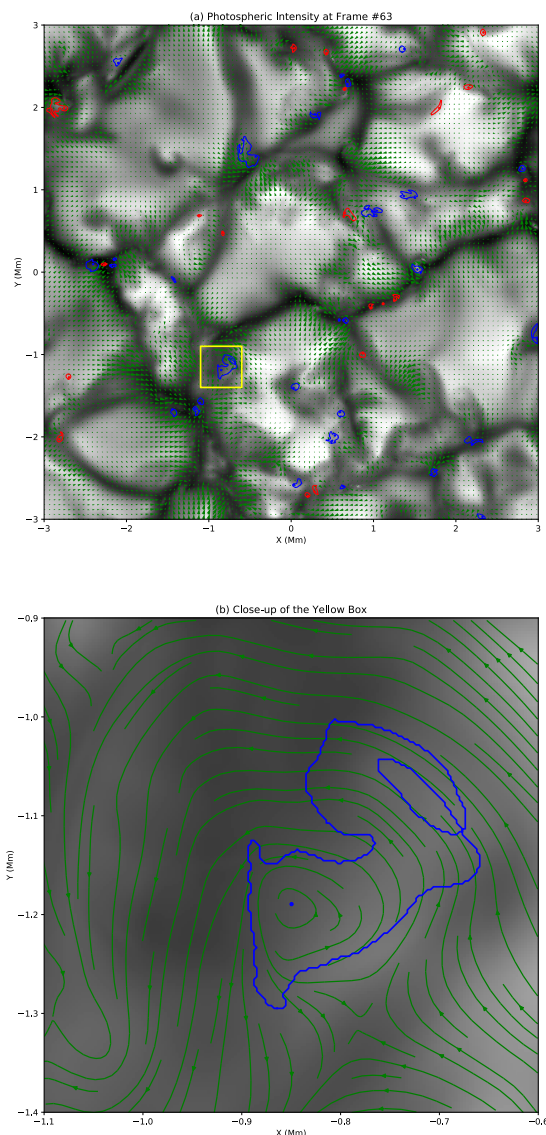 (a) Photospheric Intensity at Frame #63
3
2
1
0
−1
−2
−3
Y (Mm)
−3 −2 −1 0 1 2 3
X (Mm)
(b) Close-up of the Yellow Box
−0.9
−1.0
−1.1
−1.2
−1.3
−1.4
Y (Mm)
−1.1 −1.0 −0.9 −0.8 −0.7 −0.6
X (Mm)